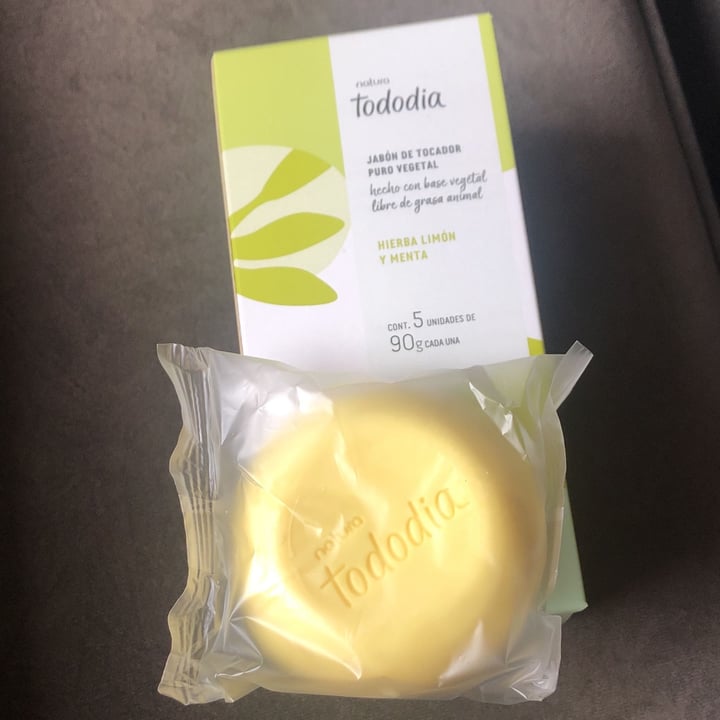 natura
tododia
JABÓN DE TOCADOR
PURO VEGETAL
hecho con base vegetal
libre de grasa animal
HIERBA LIMÓN
Y MENTA
CONT. 5 UNIDADES DE
90g CADA UNA
natura
tododia